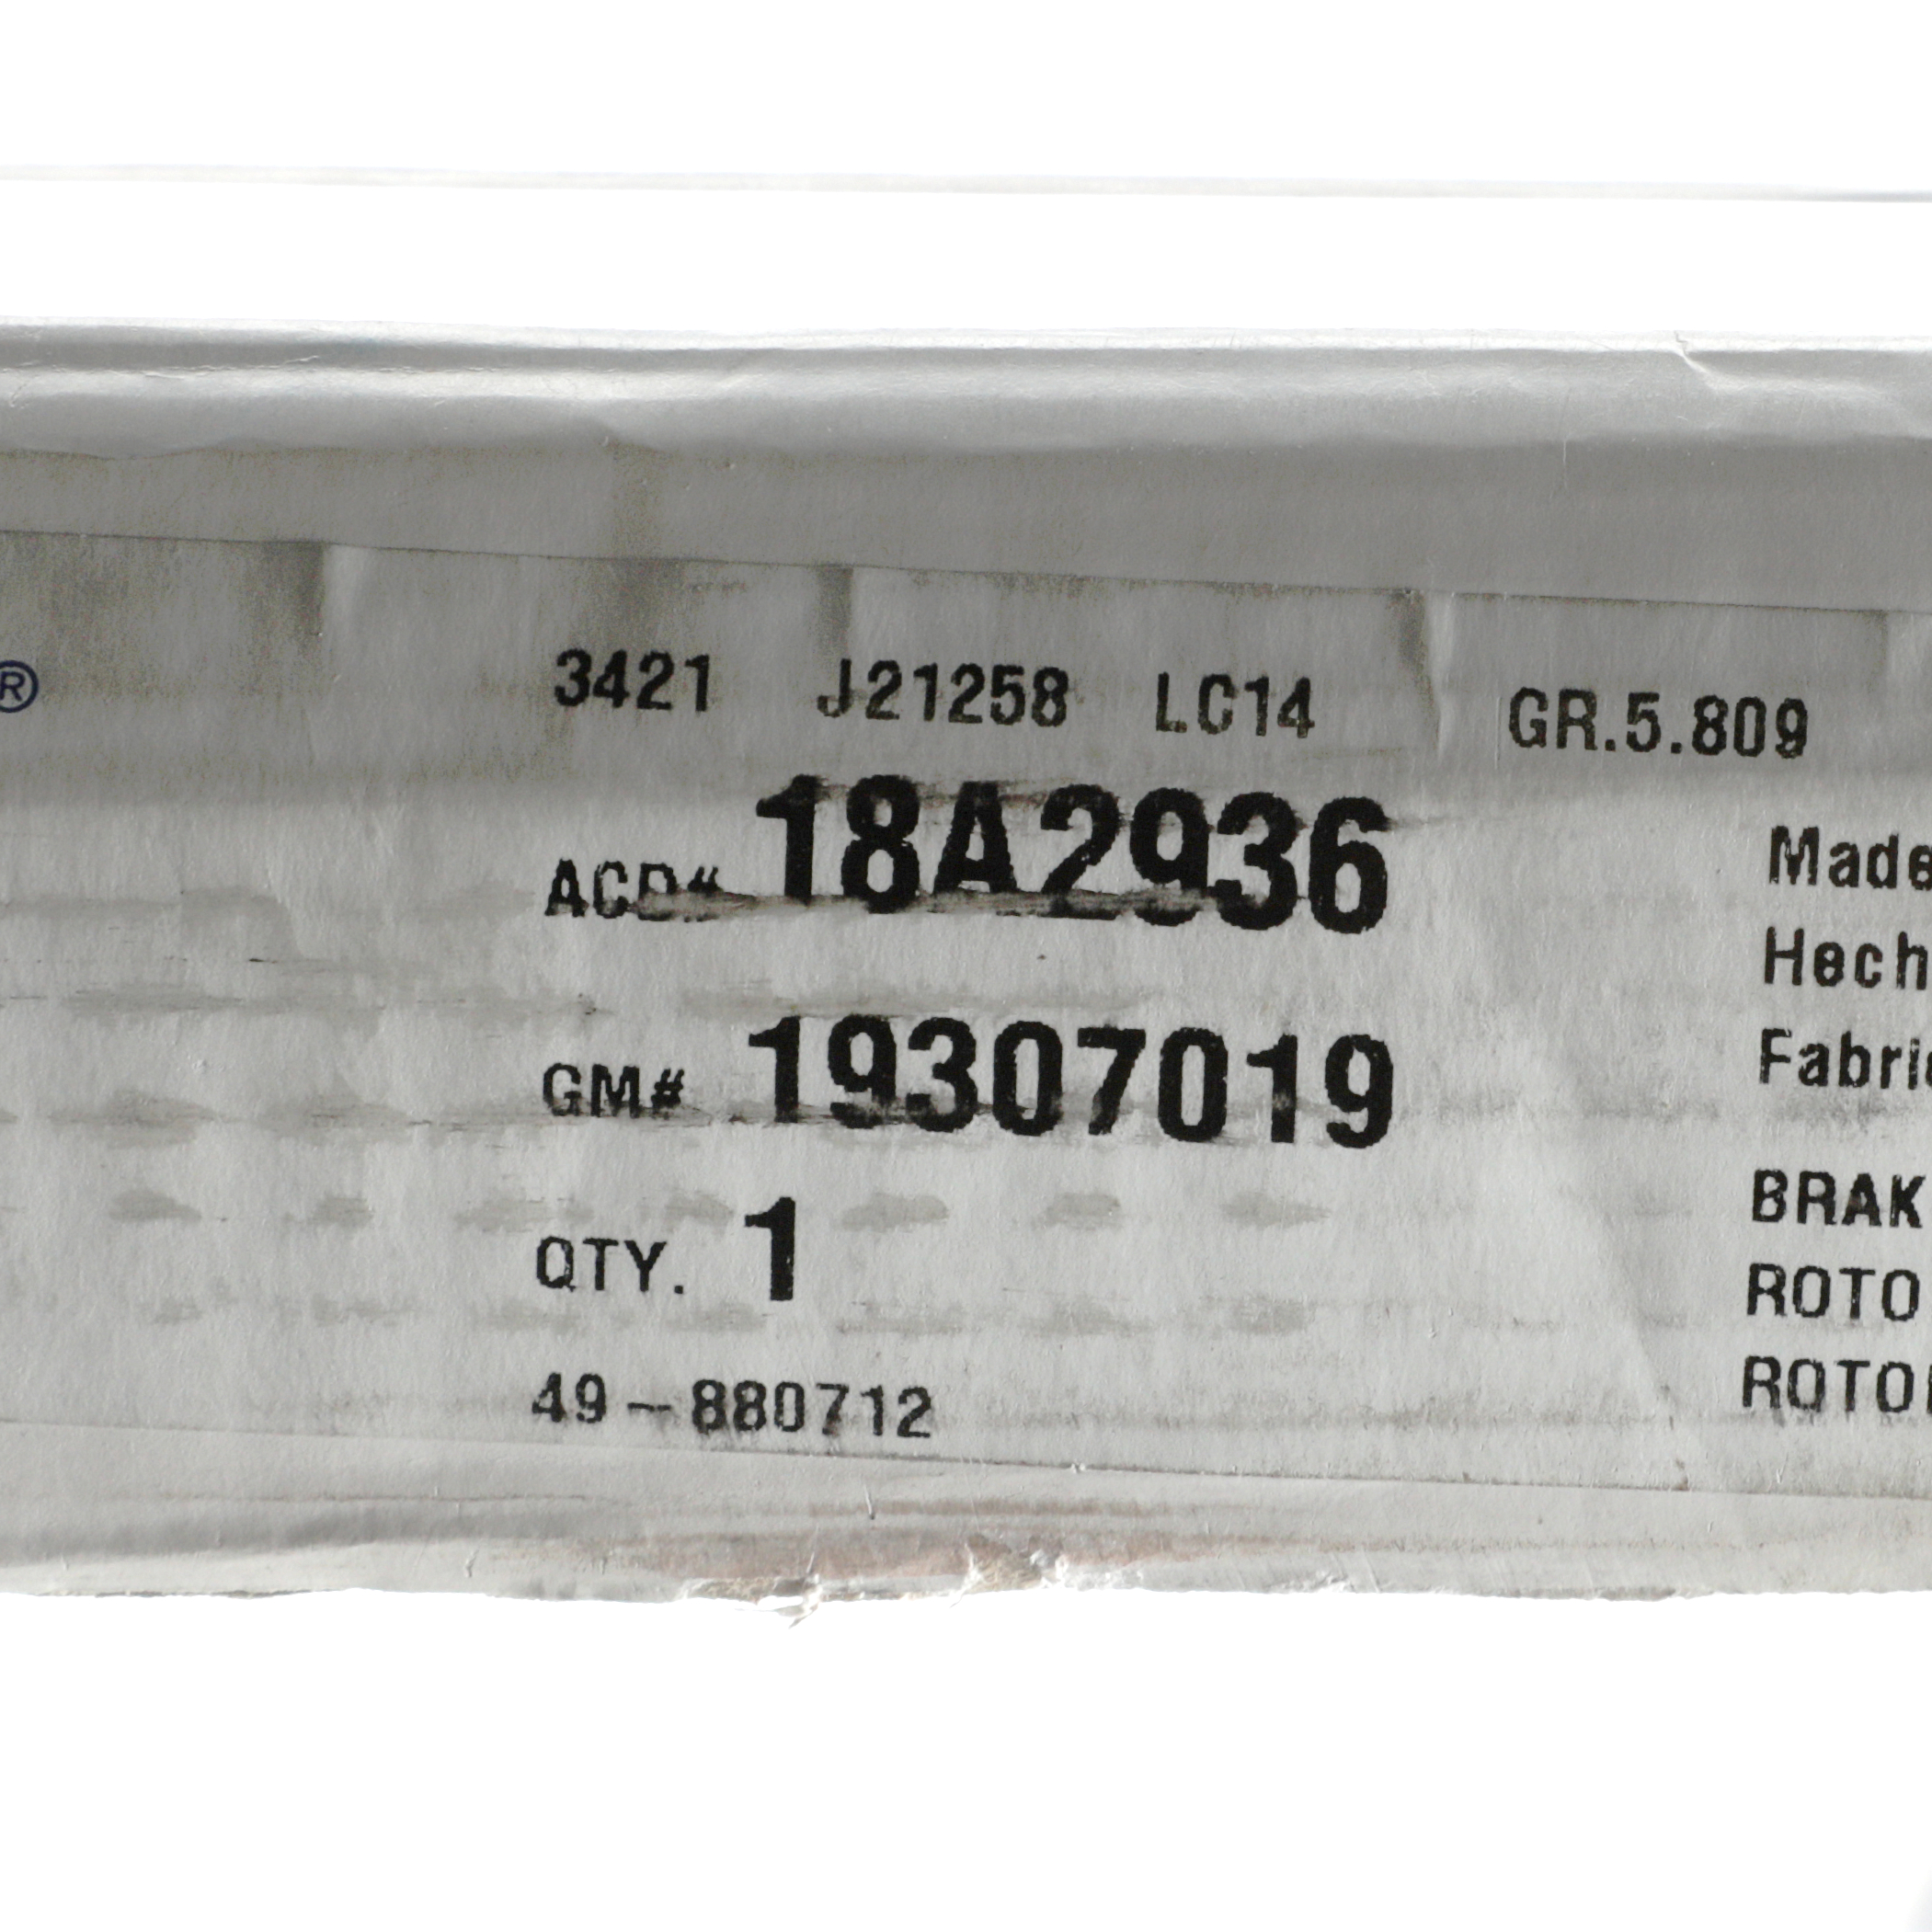 ® 3421 J21258 LC14 GR.5.809
ACD# 18A2936
Made
Hech
GM# 19307019
Fabric
QTY. 1
BRAK
ROTO
49-880712
ROTO